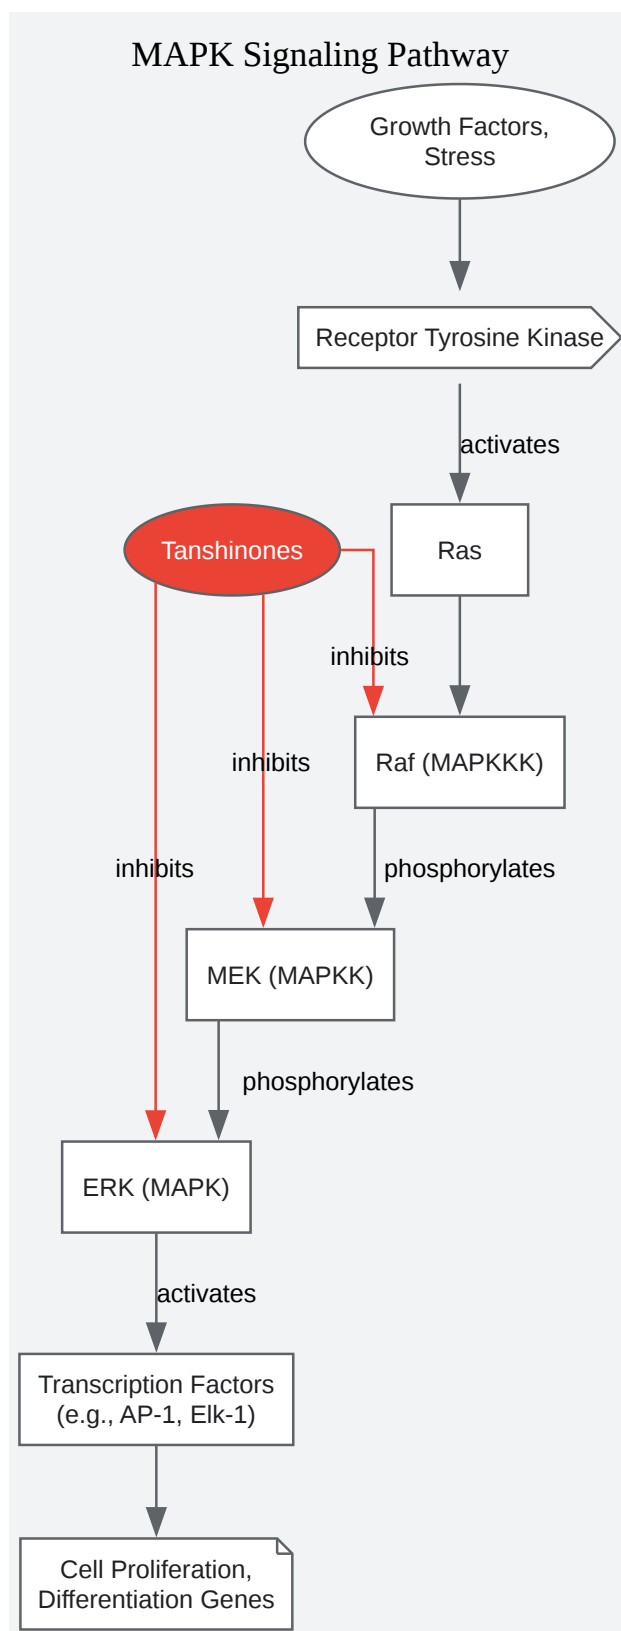 MAPK Signaling Pathway
Growth Factors,
Stress
Receptor Tyrosine Kinase
activates
Tanshinones
Ras
inhibits
Raf (MAPKKK)
inhibits
inhibits
phosphorylates
MEK (MAPKK)
phosphorylates
ERK (MAPK)
activates
Transcription Factors
(e.g., AP-1, Elk-1)
Cell Proliferation,
Differentiation Genes